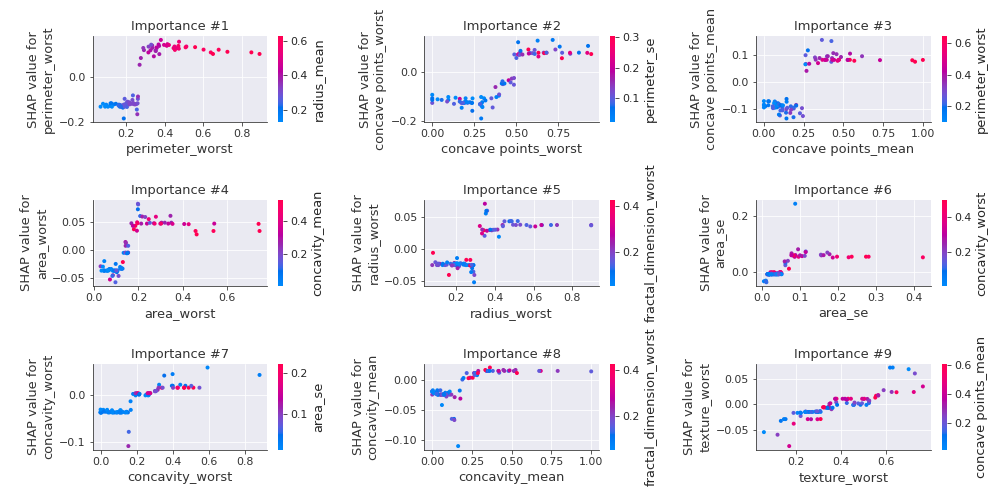 Importance #1
SHAP value for
perimeter_worst
0.0
−0.2
0.2
0.4
0.6
0.8
perimeter_worst
0.6
0.4
0.2
radius_mean
Importance #2
SHAP value for
concave points_worst
0.0
−0.2
0.00
0.25
0.50
0.75
concave points_worst
0.3
0.2
0.1
perimeter_se
Importance #3
SHAP value for
concave points_mean
0.1
0.0
−0.1
0.00
0.25
0.50
0.75
1.00
concave points_mean
0.6
0.4
0.2
perimeter_worst
Importance #4
SHAP value for
area_worst
0.05
0.00
−0.05
0.0
0.2
0.4
0.6
area_worst
0.4
0.2
concavity_mean
Importance #5
SHAP value for
radius_worst
0.05
0.00
−0.05
0.2
0.4
0.6
0.8
radius_worst
0.4
0.2
fractal_dimension_worst
Importance #6
SHAP value for
area_se
0.2
0.0
0.0
0.1
0.2
0.3
0.4
area_se
0.4
0.2
concavity_worst
Importance #7
SHAP value for
concavity_worst
0.0
−0.1
0.0
0.2
0.4
0.6
0.8
concavity_worst
0.2
0.1
area_se
Importance #8
SHAP value for
concavity_mean
0.00
−0.05
−0.10
0.00
0.25
0.50
0.75
1.00
concavity_mean
0.4
0.2
fractal_dimension_worst
Importance #9
SHAP value for
texture_worst
0.05
0.00
−0.05
0.2
0.4
0.6
texture_worst
0.6
0.4
0.2
concave points_mean